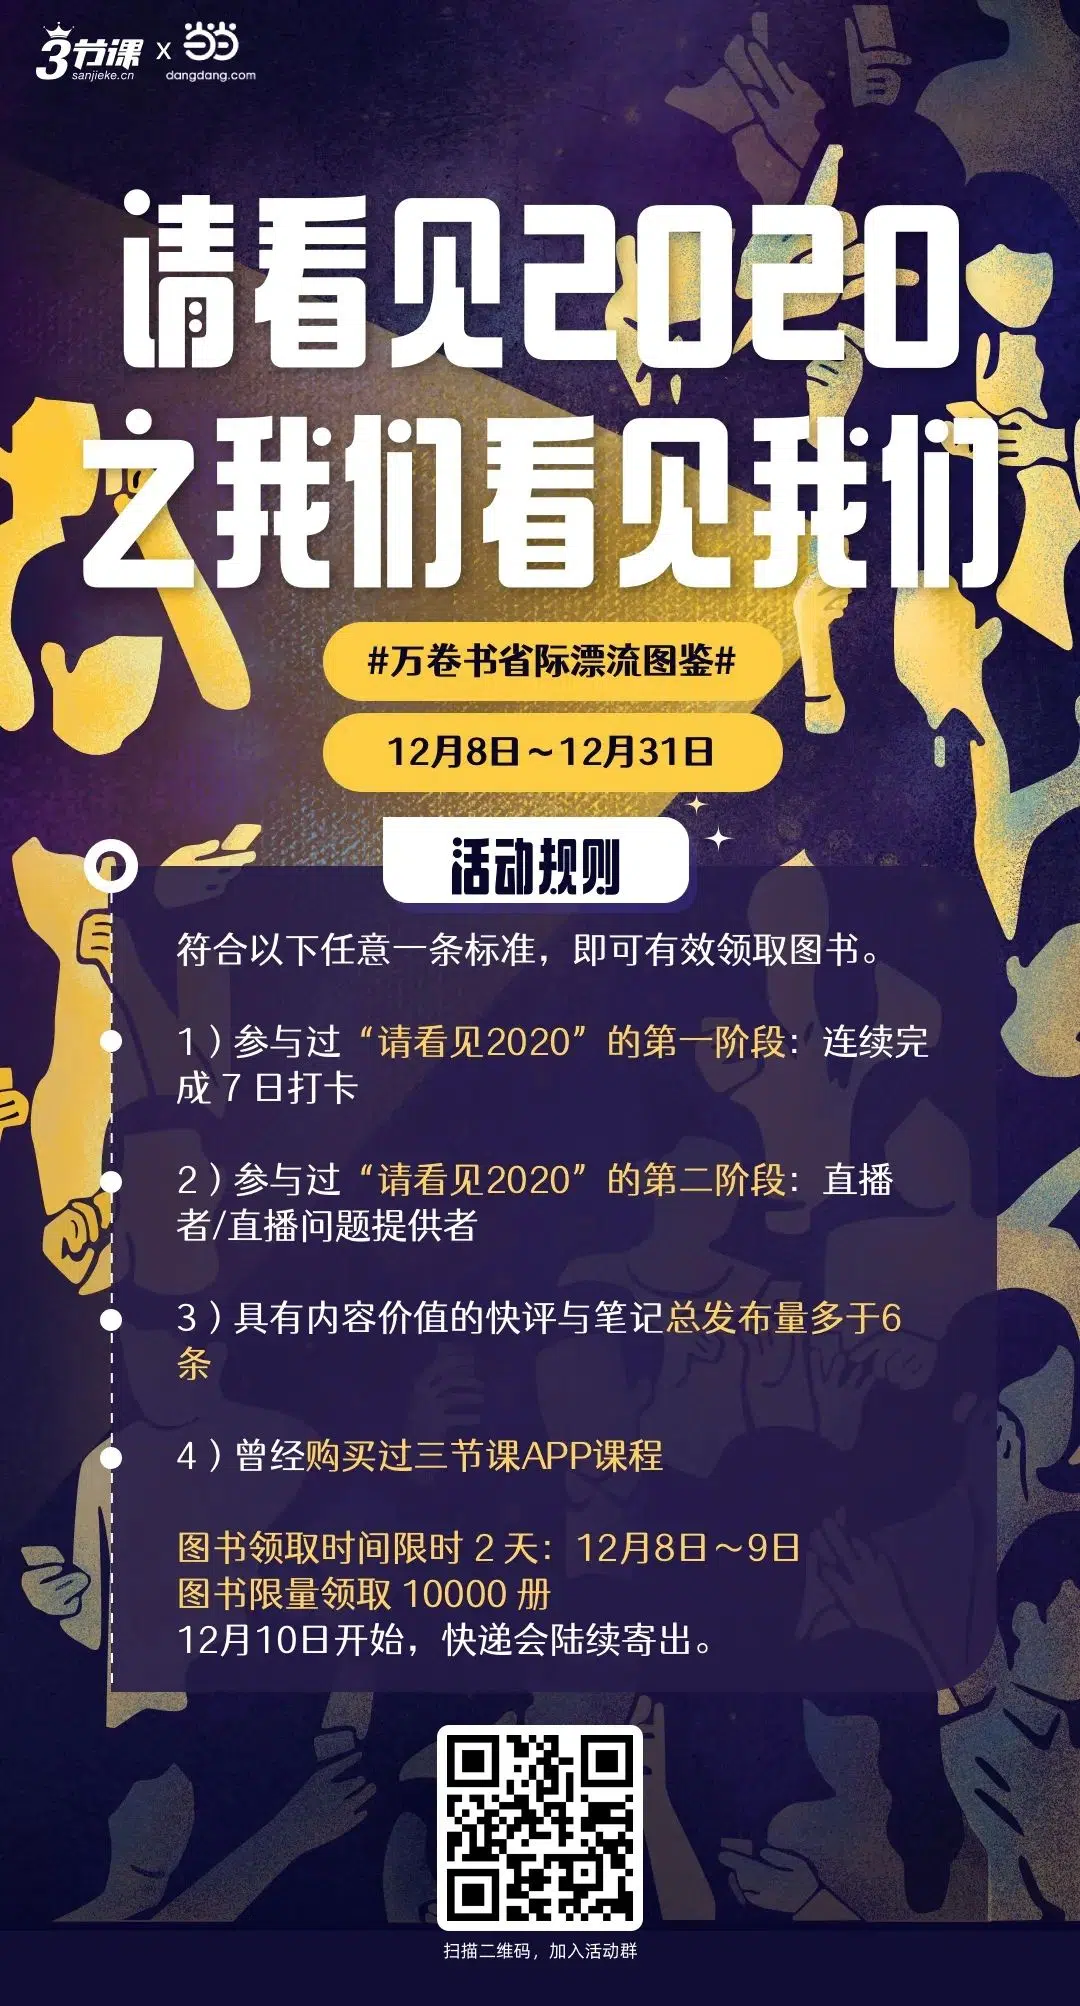 3节课
sanjieke.cn
x
当当
dangdang.com
请看见2020
之我们看见我们
#万卷书省际漂流图鉴#
12月8日～12月31日
活动规则
符合以下任意一条标准，即可有效领取图书。
1）参与过“请看见2020”的第一阶段：连续完
成 7 日打卡
2）参与过“请看见2020”的第二阶段：直播
者/直播问题提供者
3）具有内容价值的快评与笔记总发布量多于6
条
4）曾经购买过三节课APP课程
图书领取时间限时 2 天：12月8日～9日
图书限量领取 10000 册
12月10日开始，快递会陆续寄出。
扫描二维码，加入活动群